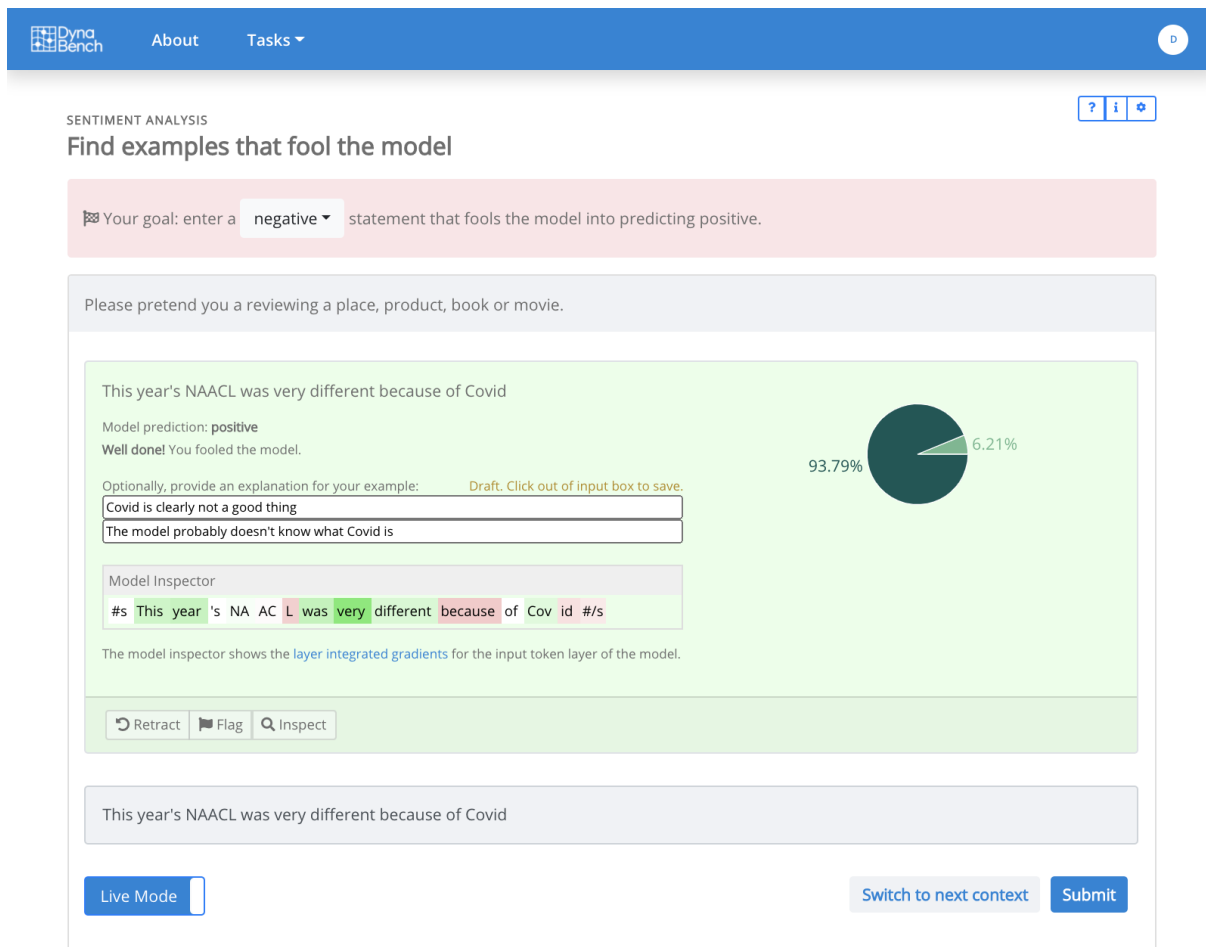 Dyna
Bench
About
Tasks
D
SENTIMENT ANALYSIS
? i
Find examples that fool the model
Your goal: enter a negative statement that fools the model into predicting positive.
Please pretend you a reviewing a place, product, book or movie.
This year's NAACL was very different because of Covid
Model prediction: positive
Well done! You fooled the model.
93.79%
6.21%
Optionally, provide an explanation for your example: Draft. Click out of input box to save.
Covid is clearly not a good thing
The model probably doesn't know what Covid is
Model Inspector
#s This year 's NA AC L was very different because of Cov id #/s
The model inspector shows the layer integrated gradients for the input token layer of the model.
Retract Flag Inspect
This year's NAACL was very different because of Covid
Live Mode
Switch to next context
Submit